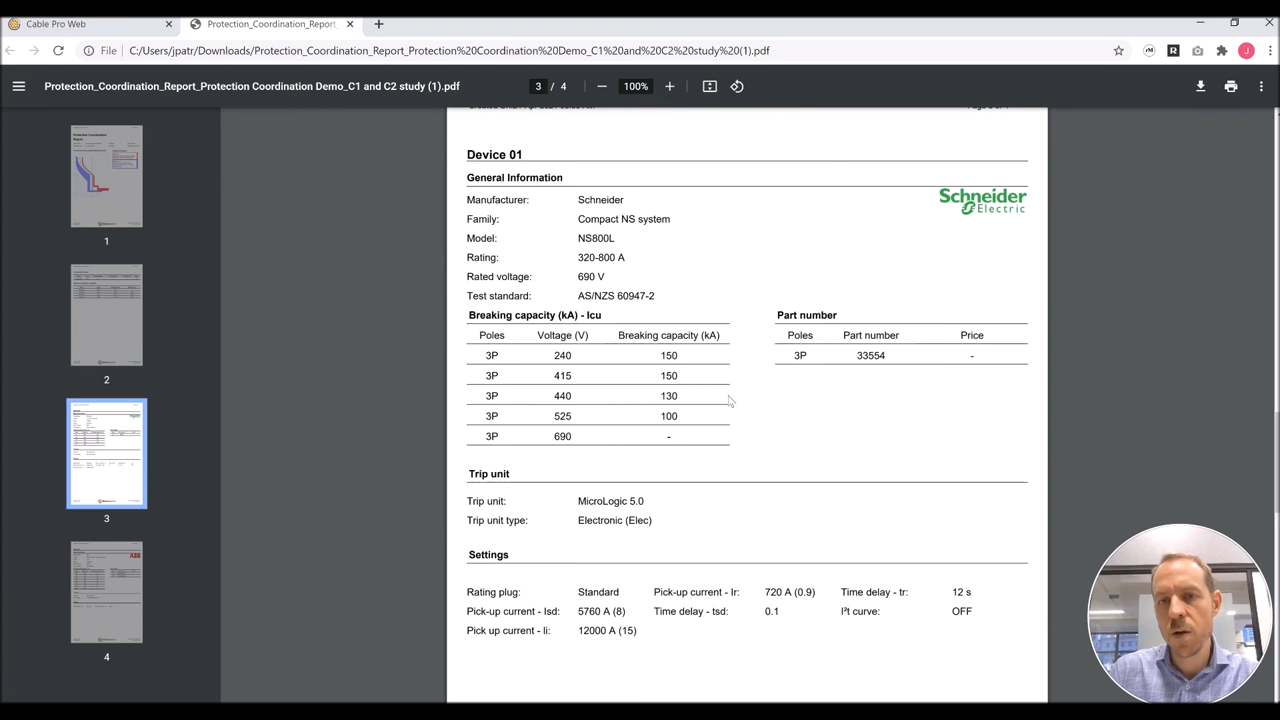 Cable Pro Web
Protection_Coordination_Report_
File C:/Users/jpatr/Downloads/Protection_Coordination_Report_Protection%20Coordination%20Demo_C1%20and%20C2%20study%20(1).pdf
Protection_Coordination_Report_Protection Coordination Demo_C1 and C2 study (1).pdf
3 / 4
100%
1
2
3
4
Device 01
General Information
Schneider Electric
Manufacturer: Schneider
Family: Compact NS system
Model: NS800L
Rating: 320-800 A
Rated voltage: 690 V
Test standard: AS/NZS 60947-2
Breaking capacity (kA) - Icu
Poles Voltage (V) Breaking capacity (kA)
3P 240 150
3P 415 150
3P 440 130
3P 525 100
3P 690 -
Part number
Poles Part number Price
3P 33554 -
Trip unit
Trip unit: MicroLogic 5.0
Trip unit type: Electronic (Elec)
Settings
Rating plug: Standard Pick-up current - Ir: 720 A (0.9) Time delay - tr: 12 s
Pick-up current - Isd: 5760 A (8) Time delay - tsd: 0.1 I²t curve: OFF
Pick up current - Ii: 12000 A (15)